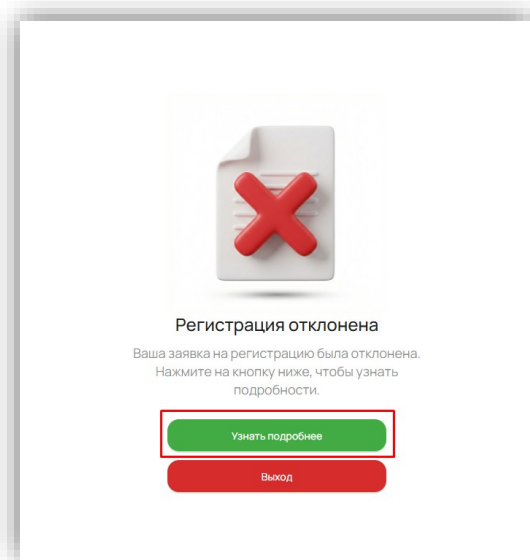 Регистрация отклонена
Ваша заявка на регистрацию была отклонена.
Нажмите на кнопку ниже, чтобы узнать
подробности.
Узнать подробнее
Выход